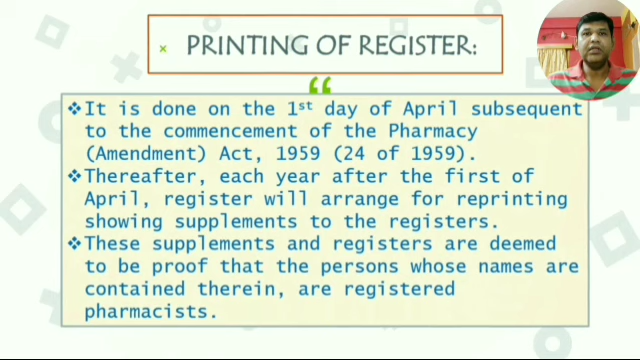 × PRINTING OF REGISTER:
“
❖It is done on the 1st day of April subsequent
to the commencement of the Pharmacy
(Amendment) Act, 1959 (24 of 1959).
❖Thereafter, each year after the first of
April, register will arrange for reprinting
showing supplements to the registers.
❖These supplements and registers are deemed
to be proof that the persons whose names are
contained therein, are registered
pharmacists.